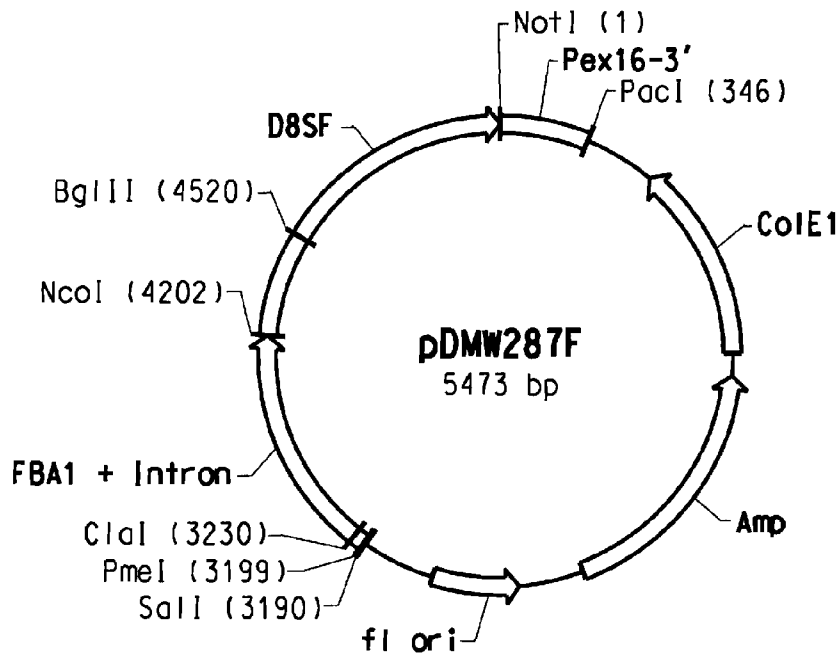 NotI (1)
Pex16-3'
PacI (346)
D8SF
BglII (4520)
ColE1
NcoI (4202)
pDMW287F
5473 bp
FBA1 + Intron
Amp
ClaI (3230)
PmeI (3199)
SalI (3190)
f1 ori